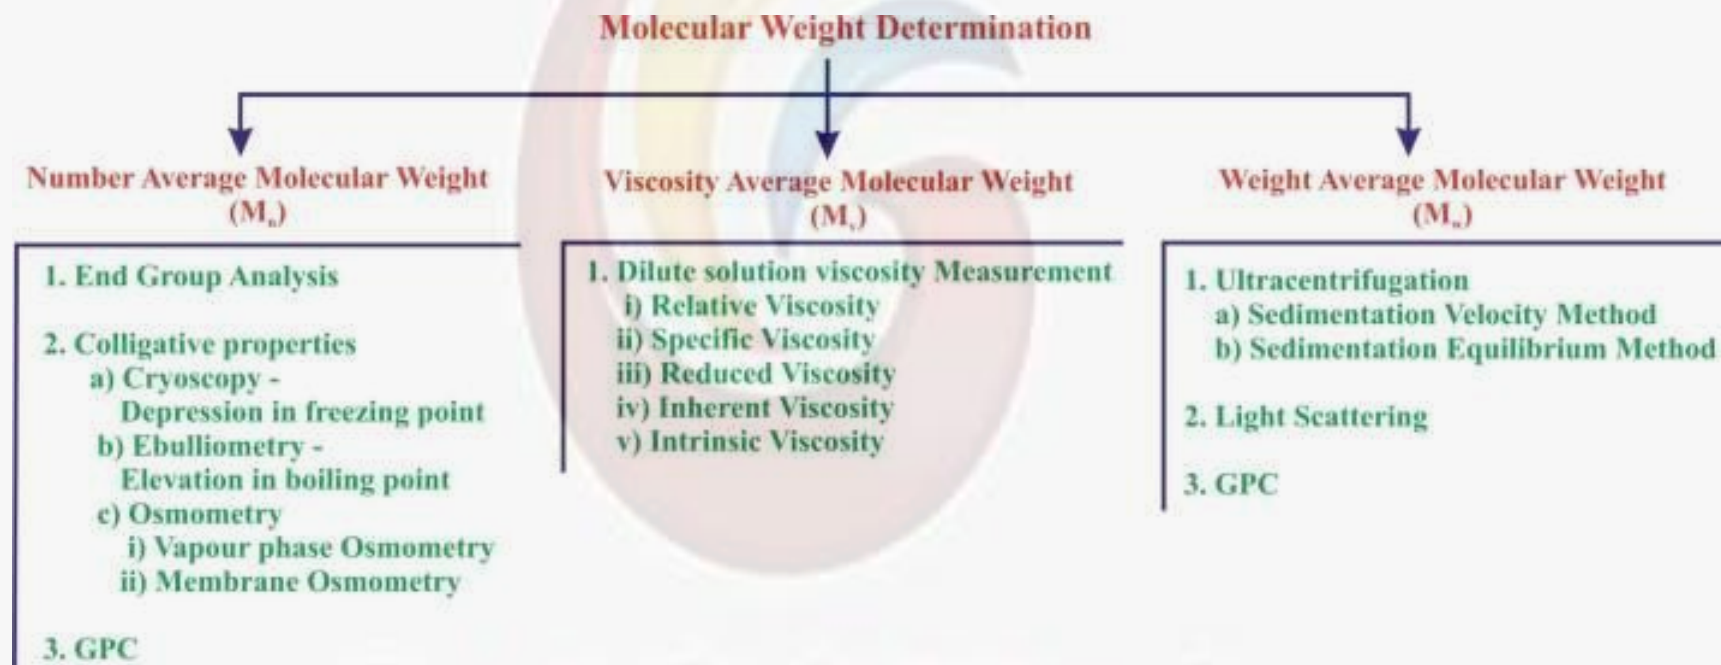 Molecular Weight Determination
Number Average Molecular Weight
(Mₙ)
1. End Group Analysis
2. Colligative properties
a) Cryoscopy -
Depression in freezing point
b) Ebulliometry -
Elevation in boiling point
c) Osmometry
i) Vapour phase Osmometry
ii) Membrane Osmometry
3. GPC
Viscosity Average Molecular Weight
(Mᵥ)
1. Dilute solution viscosity Measurement
i) Relative Viscosity
ii) Specific Viscosity
iii) Reduced Viscosity
iv) Inherent Viscosity
v) Intrinsic Viscosity
Weight Average Molecular Weight
(M_w)
1. Ultracentrifugation
a) Sedimentation Velocity Method
b) Sedimentation Equilibrium Method
2. Light Scattering
3. GPC